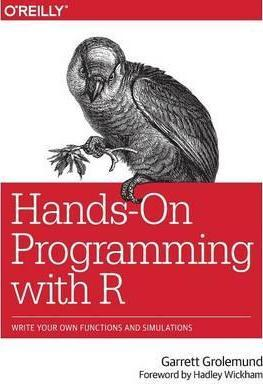 O'REILLY®
Hands-On
Programming
with R
WRITE YOUR OWN FUNCTIONS AND SIMULATIONS
Garrett Grolemund
Foreword by Hadley Wickham